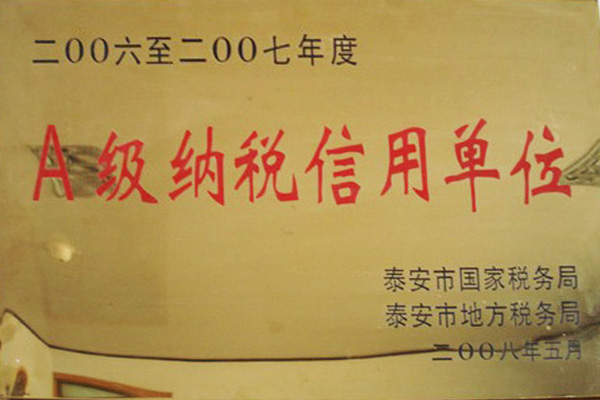 二00六至二00七年度
A级纳税信用单位
泰安市国家税务局
泰安市地方税务局
二00八年五月